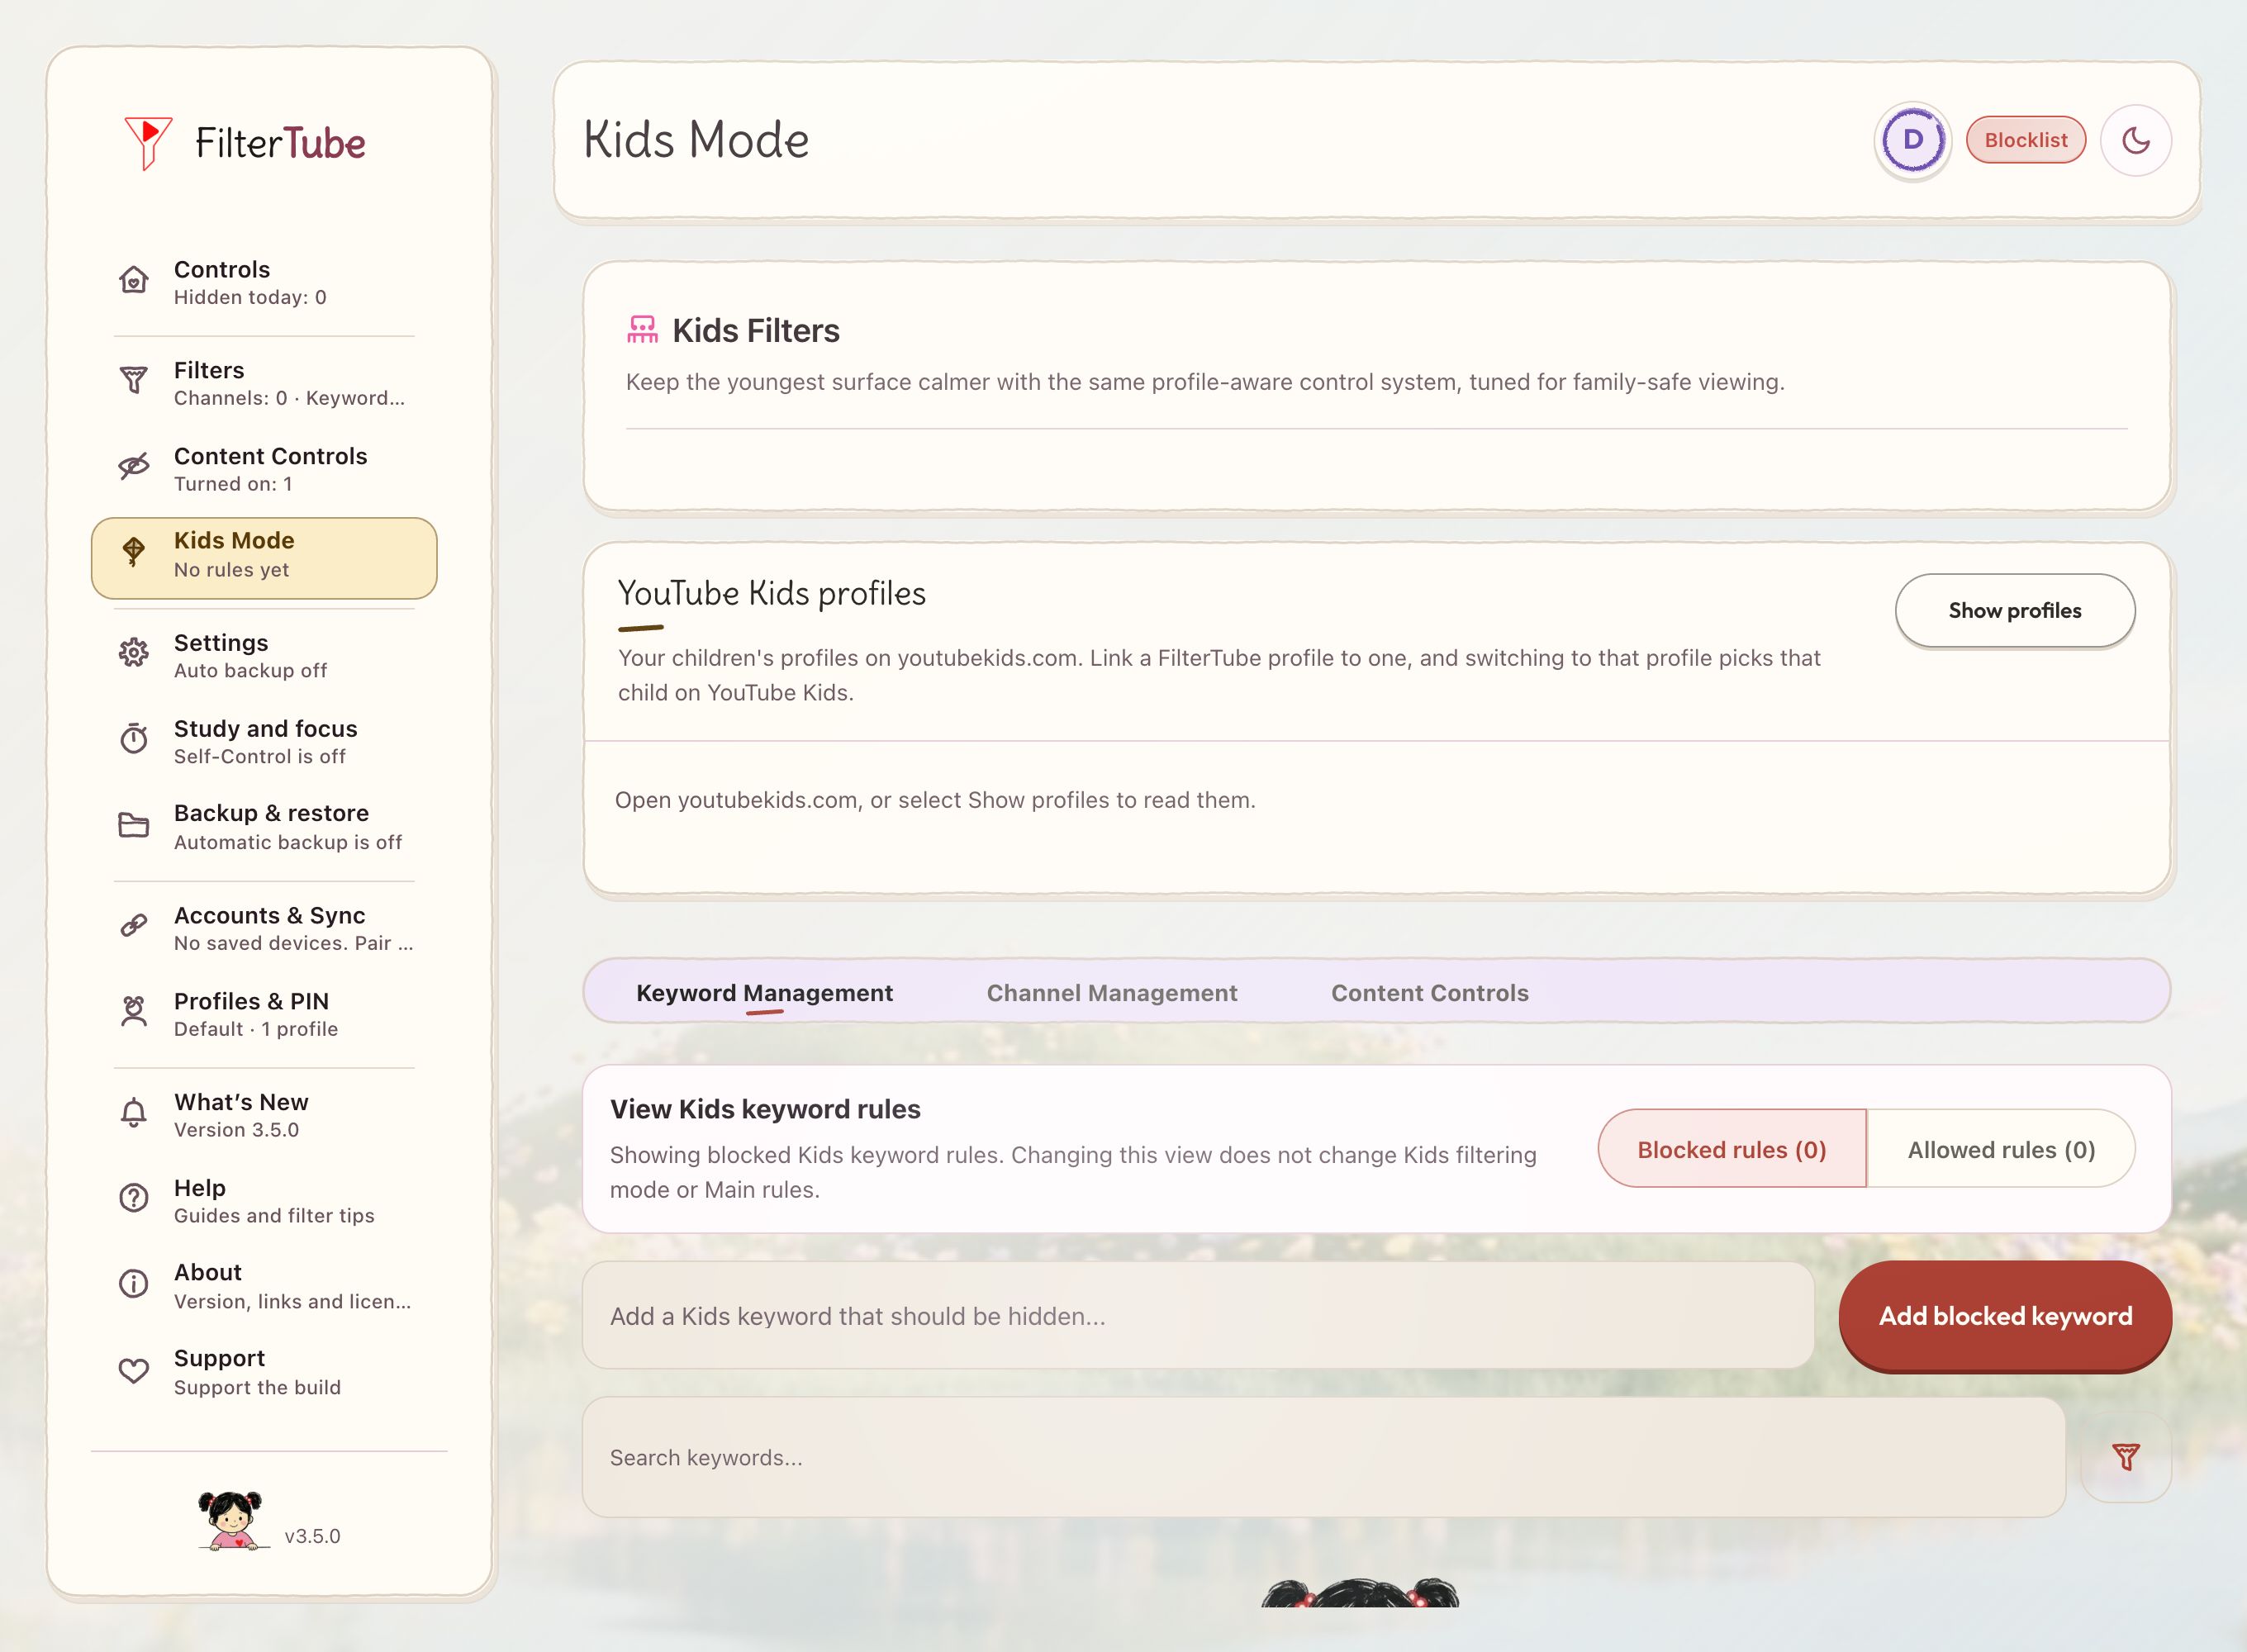 FilterTube
Controls
Hidden today: 0
Filters
Channels: 0 · Keyword...
Content Controls
Turned on: 1
Kids Mode
No rules yet
Settings
Auto backup off
Study and focus
Self-Control is off
Backup & restore
Automatic backup is off
Accounts & Sync
No saved devices. Pair ...
Profiles & PIN
Default · 1 profile
What’s New
Version 3.5.0
Help
Guides and filter tips
About
Version, links and licen...
Support
Support the build
v3.5.0
Kids Mode
D
Blocklist
Kids Filters
Keep the youngest surface calmer with the same profile-aware control system, tuned for family-safe viewing.
YouTube Kids profiles
Show profiles
Your children's profiles on youtubekids.com. Link a FilterTube profile to one, and switching to that profile picks that
child on YouTube Kids.
Open youtubekids.com, or select Show profiles to read them.
Keyword Management
Channel Management
Content Controls
View Kids keyword rules
Showing blocked Kids keyword rules. Changing this view does not change Kids filtering
mode or Main rules.
Blocked rules (0)
Allowed rules (0)
Add a Kids keyword that should be hidden...
Add blocked keyword
Search keywords...